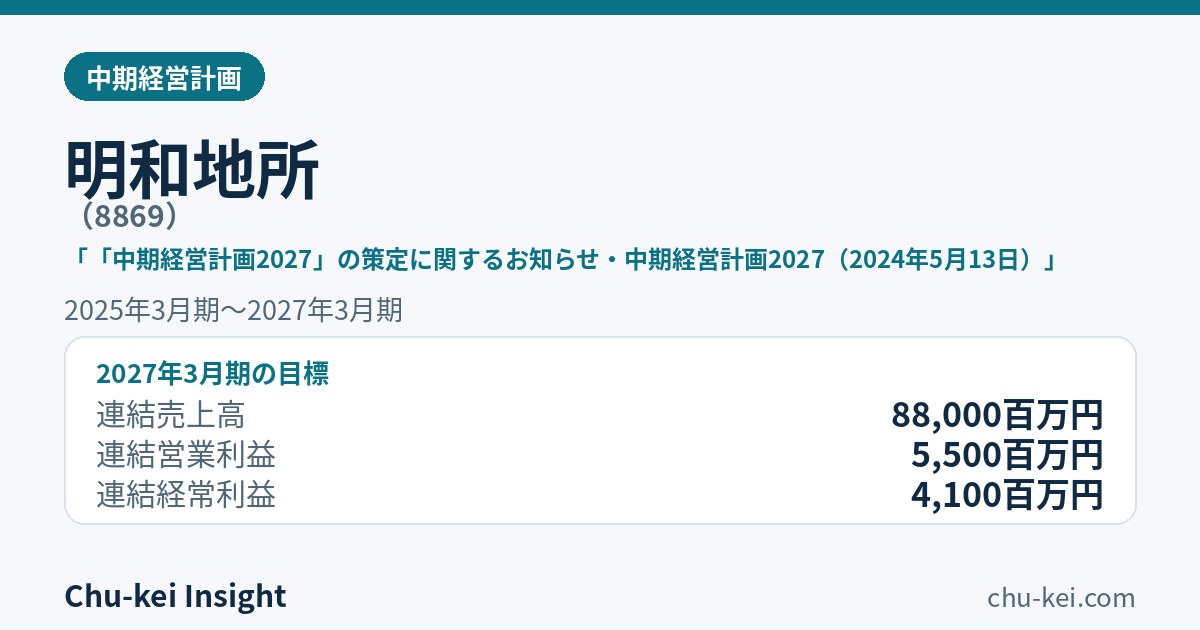 中期経営計画
明和地所
（8869）
「「中期経営計画2027」の策定に関するお知らせ・中期経営計画2027（2024年5月13日）」
2025年3月期〜2027年3月期
2027年3月期の目標
連結売上高 88,000百万円
連結営業利益 5,500百万円
連結経常利益 4,100百万円
Chu-kei Insight chu-kei.com